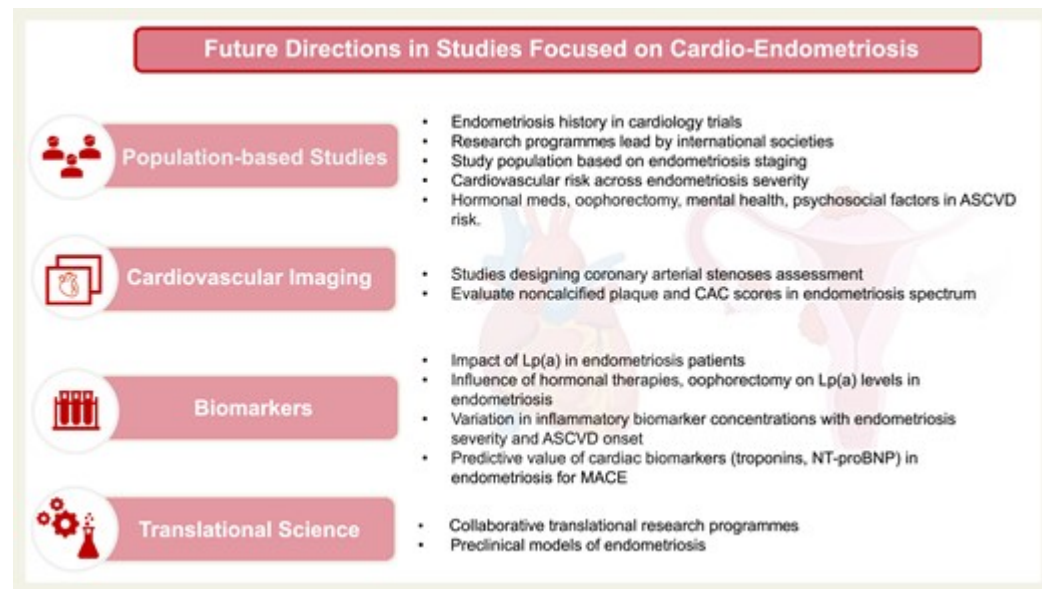 Future Directions in Studies Focused on Cardio-Endometriosis
Population-based Studies
• Endometriosis history in cardiology trials
• Research programmes lead by international societies
• Study population based on endometriosis staging
• Cardiovascular risk across endometriosis severity
• Hormonal meds, oophorectomy, mental health, psychosocial factors in ASCVD
risk.
Cardiovascular Imaging
• Studies designing coronary arterial stenoses assessment
• Evaluate noncalcified plaque and CAC scores in endometriosis spectrum
Biomarkers
• Impact of Lp(a) in endometriosis patients
• Influence of hormonal therapies, oophorectomy on Lp(a) levels in
endometriosis
• Variation in inflammatory biomarker concentrations with endometriosis
severity and ASCVD onset
• Predictive value of cardiac biomarkers (troponins, NT-proBNP) in
endometriosis for MACE
Translational Science
• Collaborative translational research programmes
• Preclinical models of endometriosis